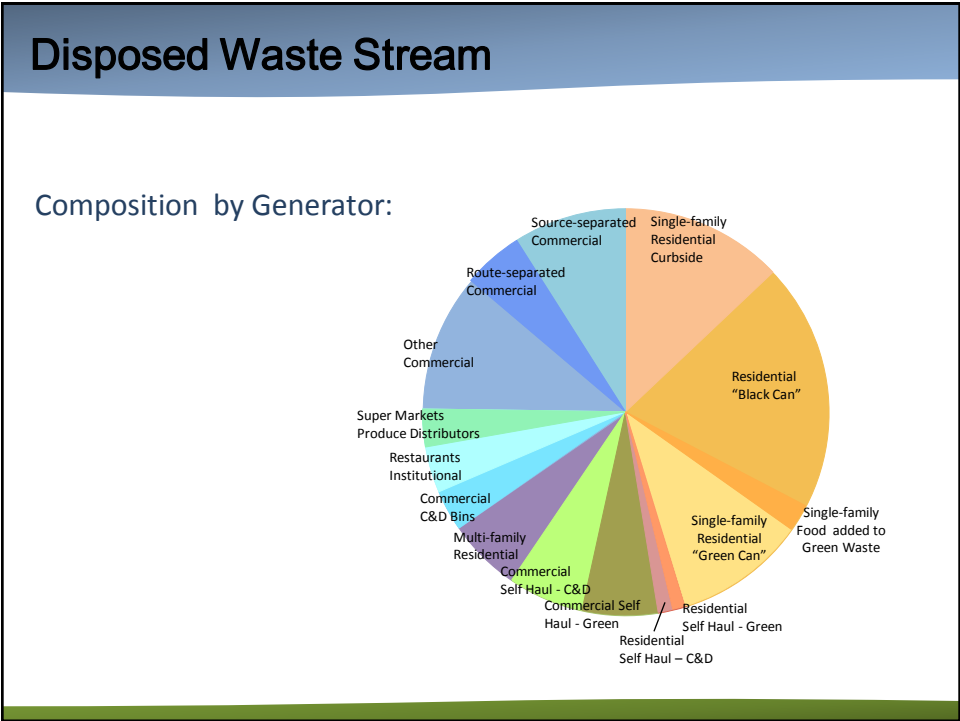 Disposed Waste Stream
Composition by Generator:
Source-separated
Commercial
Single-family
Residential
Curbside
Route-separated
Commercial
Other
Commercial
Residential
“Black Can”
Super Markets
Produce Distributors
Restaurants
Institutional
Commercial
C&D Bins
Single-family
Food added to
Green Waste
Single-family
Residential
“Green Can”
Multi-family
Residential
Commercial
Self Haul - C&D
Commercial Self
Haul - Green
Residential
Self Haul - Green
Residential
Self Haul – C&D